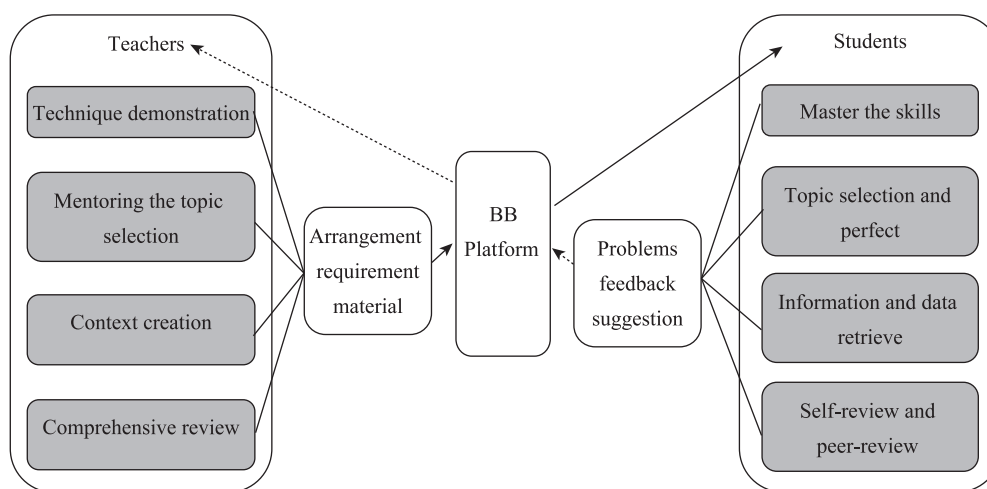 Teachers
Technique demonstration
Mentoring the topic
selection
Context creation
Comprehensive review
Arrangement
requirement
material
BB
Platform
Problems
feedback
suggestion
Students
Master the skills
Topic selection and
perfect
Information and data
retrieve
Self-review and
peer-review